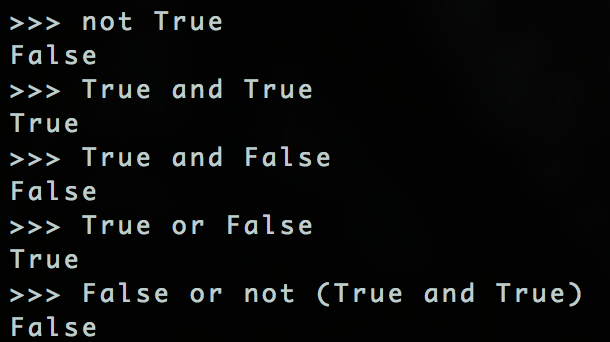 >>> not True
False
>>> True and True
True
>>> True and False
False
>>> True or False
True
>>> False or not (True and True)
False